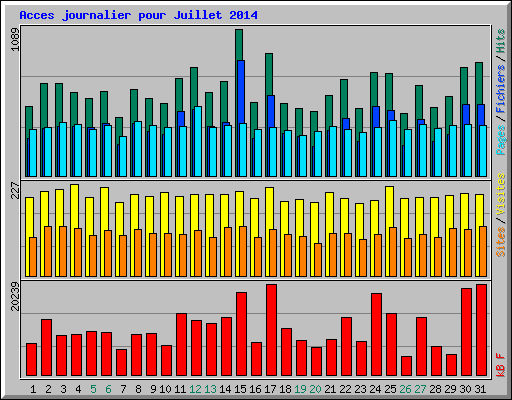 Acces journalier pour Juillet 2014
1089
227
20239
Pages / Fichiers / Hits
Sites / Visites
kB F
1 2 3 4 5 6 7 8 9 10 11 12 13 14 15 16 17 18 19 20 21 22 23 24 25 26 27 28 29 30 31